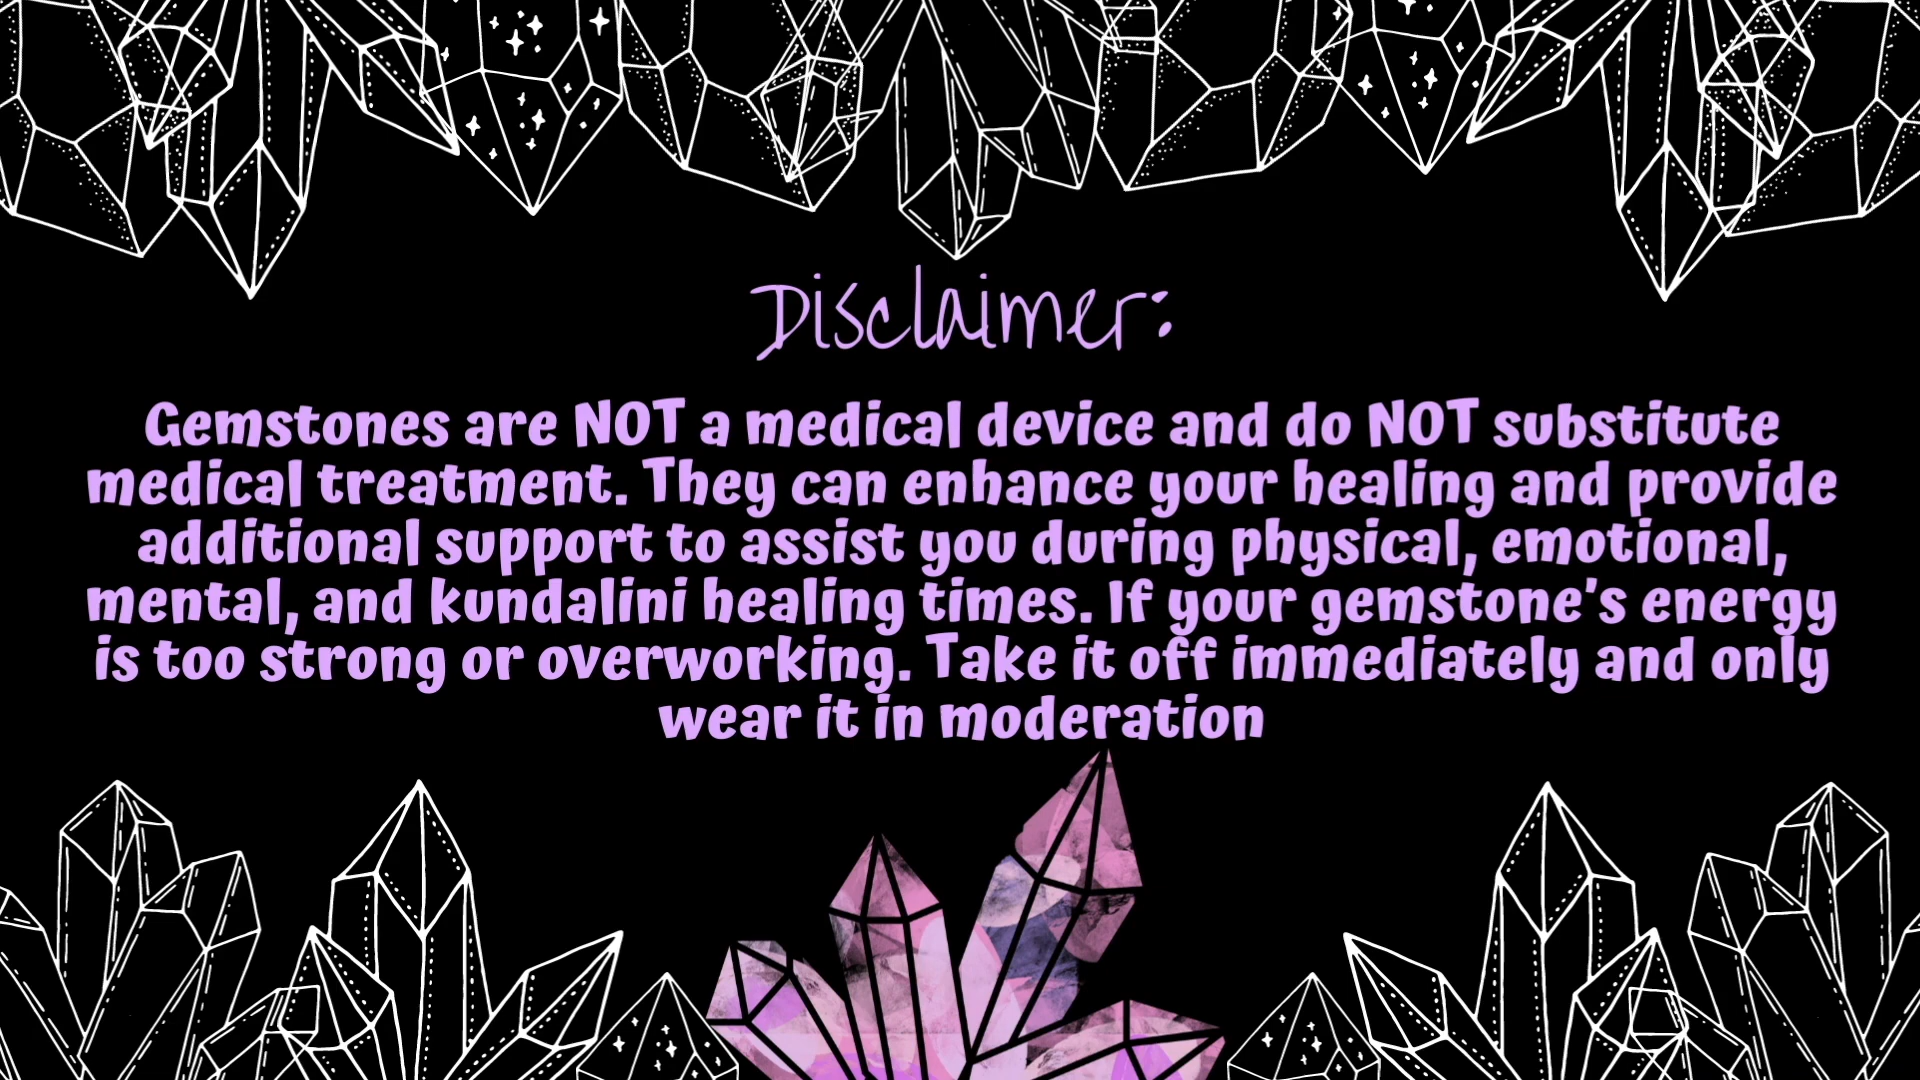 Disclaimer:
Gemstones are NOT a medical device and do NOT substitute
medical treatment. They can enhance your healing and provide
additional support to assist you during physical, emotional,
mental, and kundalini healing times. If your gemstone's energy
is too strong or overworking. Take it off immediately and only
wear it in moderation